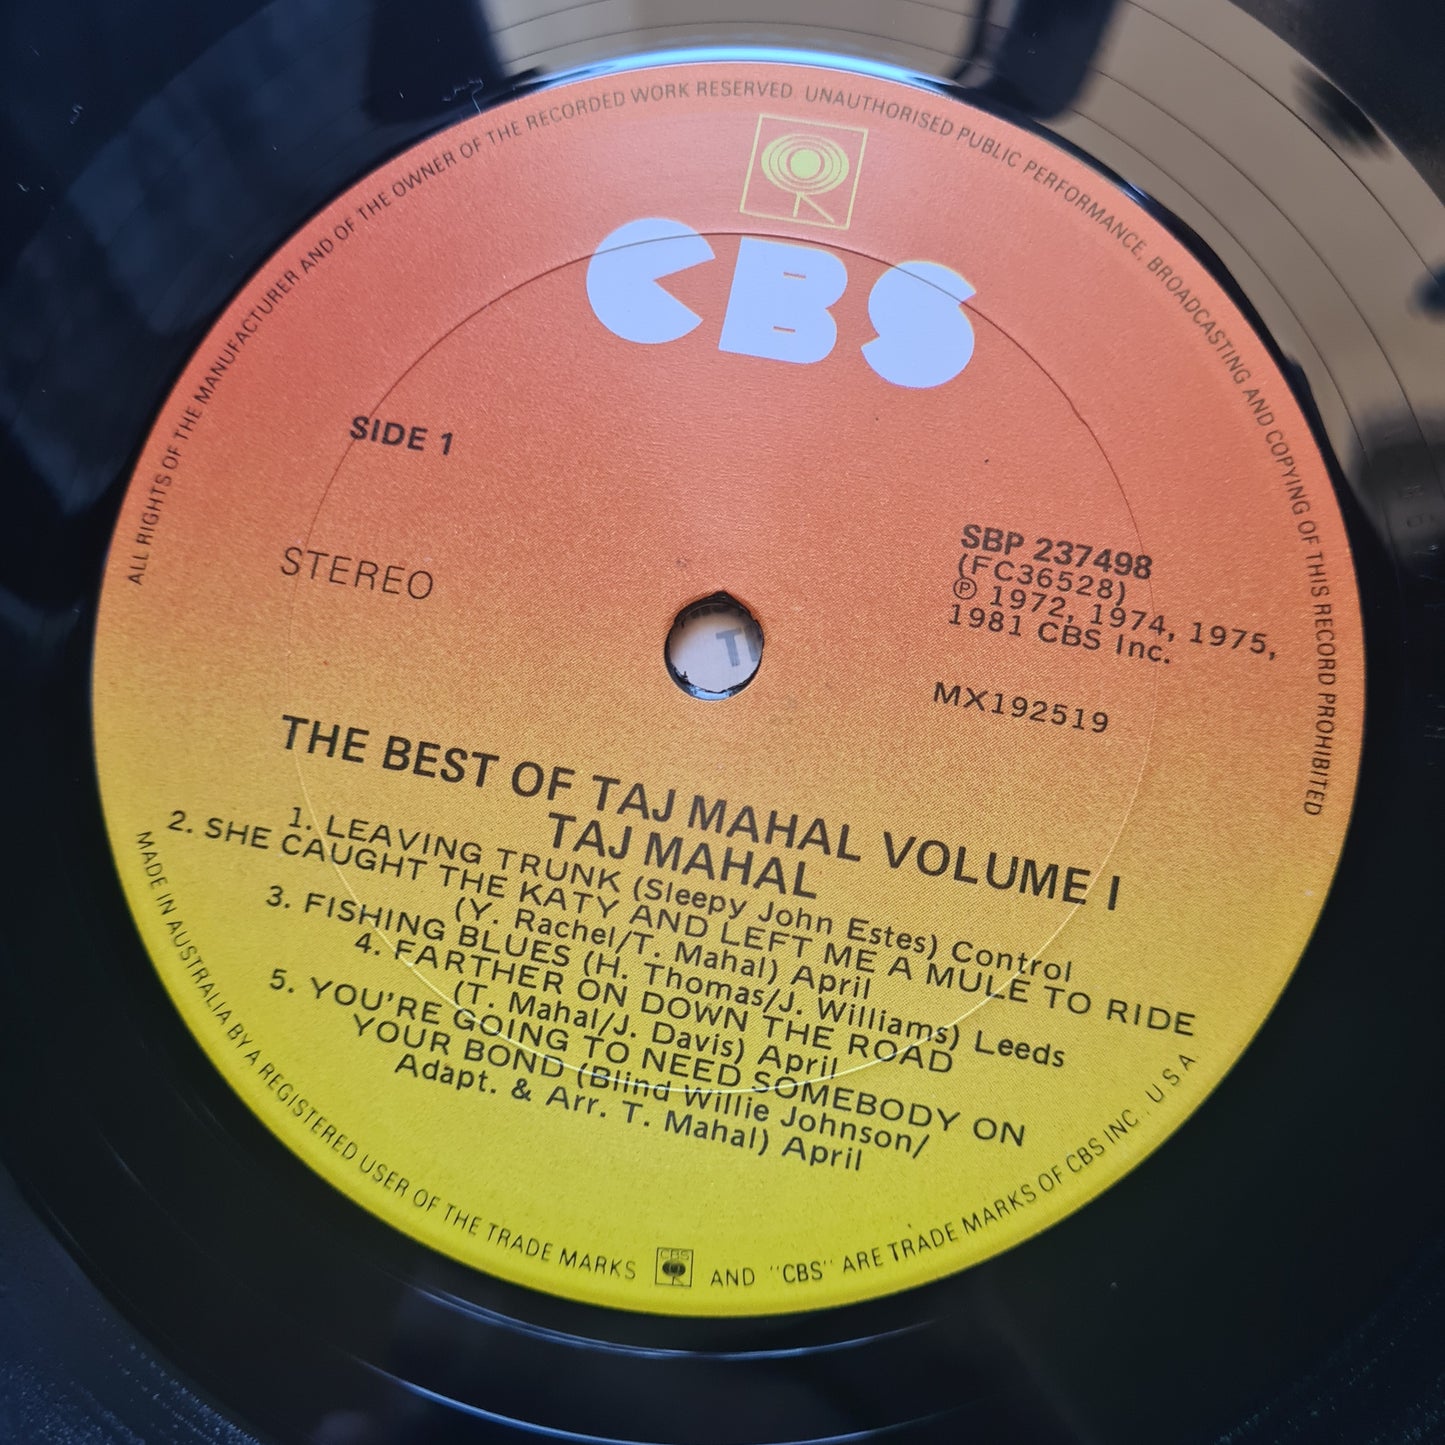 ALL RIGHTS OF THE MANUFACTURER AND OF THE OWNER OF THE RECORDED WORK RESERVED. UNAUTHORISED PUBLIC PERFORMANCE, BROADCASTING AND COPYING OF THIS RECORD PROHIBITED
CBS
SIDE 1
STEREO
SBP 237498
(FC36528)
℗ 1972, 1974, 1975,
1981 CBS Inc.
MX192519
THE BEST OF TAJ MAHAL VOLUME I
TAJ MAHAL
1. LEAVING TRUNK (Sleepy John Estes) Control
2. SHE CAUGHT THE KATY AND LEFT ME A MULE TO RIDE
(Y. Rachel/T. Mahal) April
3. FISHING BLUES (H. Thomas/J. Williams) Leeds
4. FARTHER ON DOWN THE ROAD
(T. Mahal/J. Davis) April
5. YOU'RE GOING TO NEED SOMEBODY ON
YOUR BOND (Blind Willie Johnson/
Adapt. & Arr. T. Mahal) April
MADE IN AUSTRALIA BY A REGISTERED USER OF THE TRADE MARKS CBS AND "CBS" ARE TRADE MARKS OF CBS INC., U.S.A